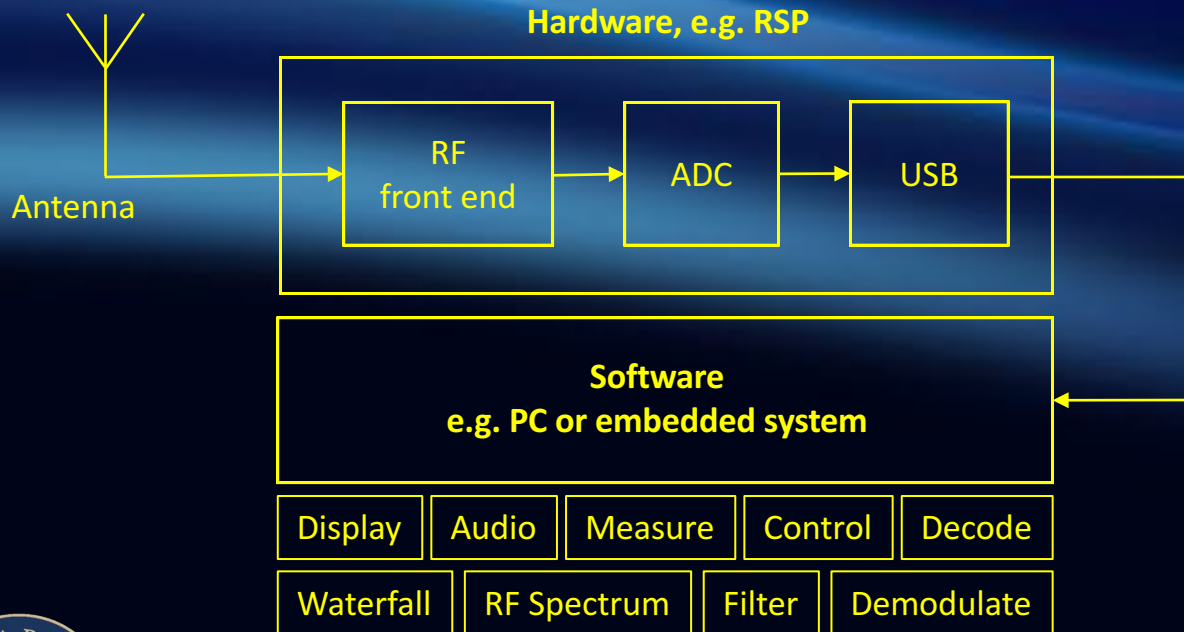 Hardware, e.g. RSP
Antenna
RF
front end
ADC
USB
Software
e.g. PC or embedded system
Display
Audio
Measure
Control
Decode
Waterfall
RF Spectrum
Filter
Demodulate